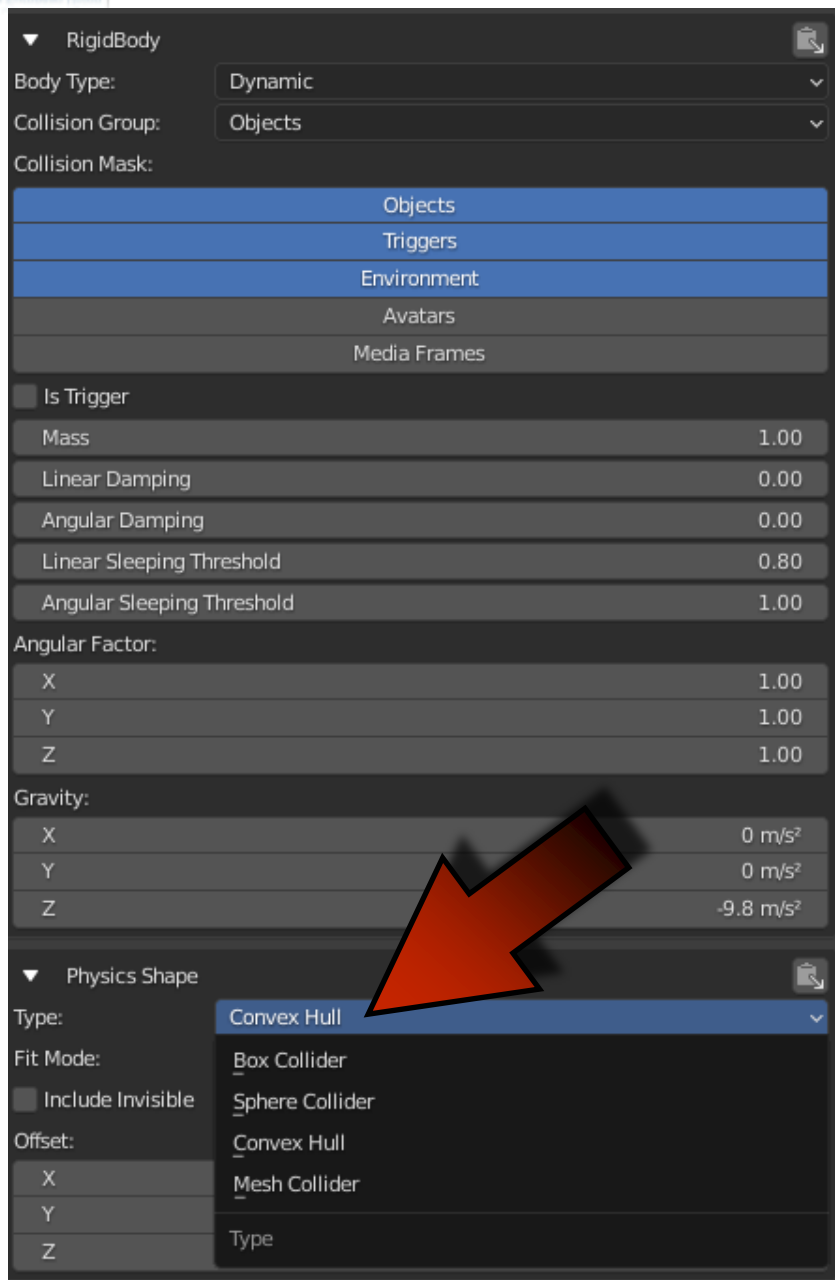 RigidBody
Body Type: Dynamic
Collision Group: Objects
Collision Mask:
Objects
Triggers
Environment
Avatars
Media Frames
Is Trigger
Mass 1.00
Linear Damping 0.00
Angular Damping 0.00
Linear Sleeping Threshold 0.80
Angular Sleeping Threshold 1.00
Angular Factor:
X 1.00
Y 1.00
Z 1.00
Gravity:
X 0 m/s²
Y 0 m/s²
Z -9.8 m/s²
Physics Shape
Type: Convex Hull
Fit Mode: Box Collider
Include Invisible Sphere Collider
Offset: Convex Hull
X Mesh Collider
Y
Z Type